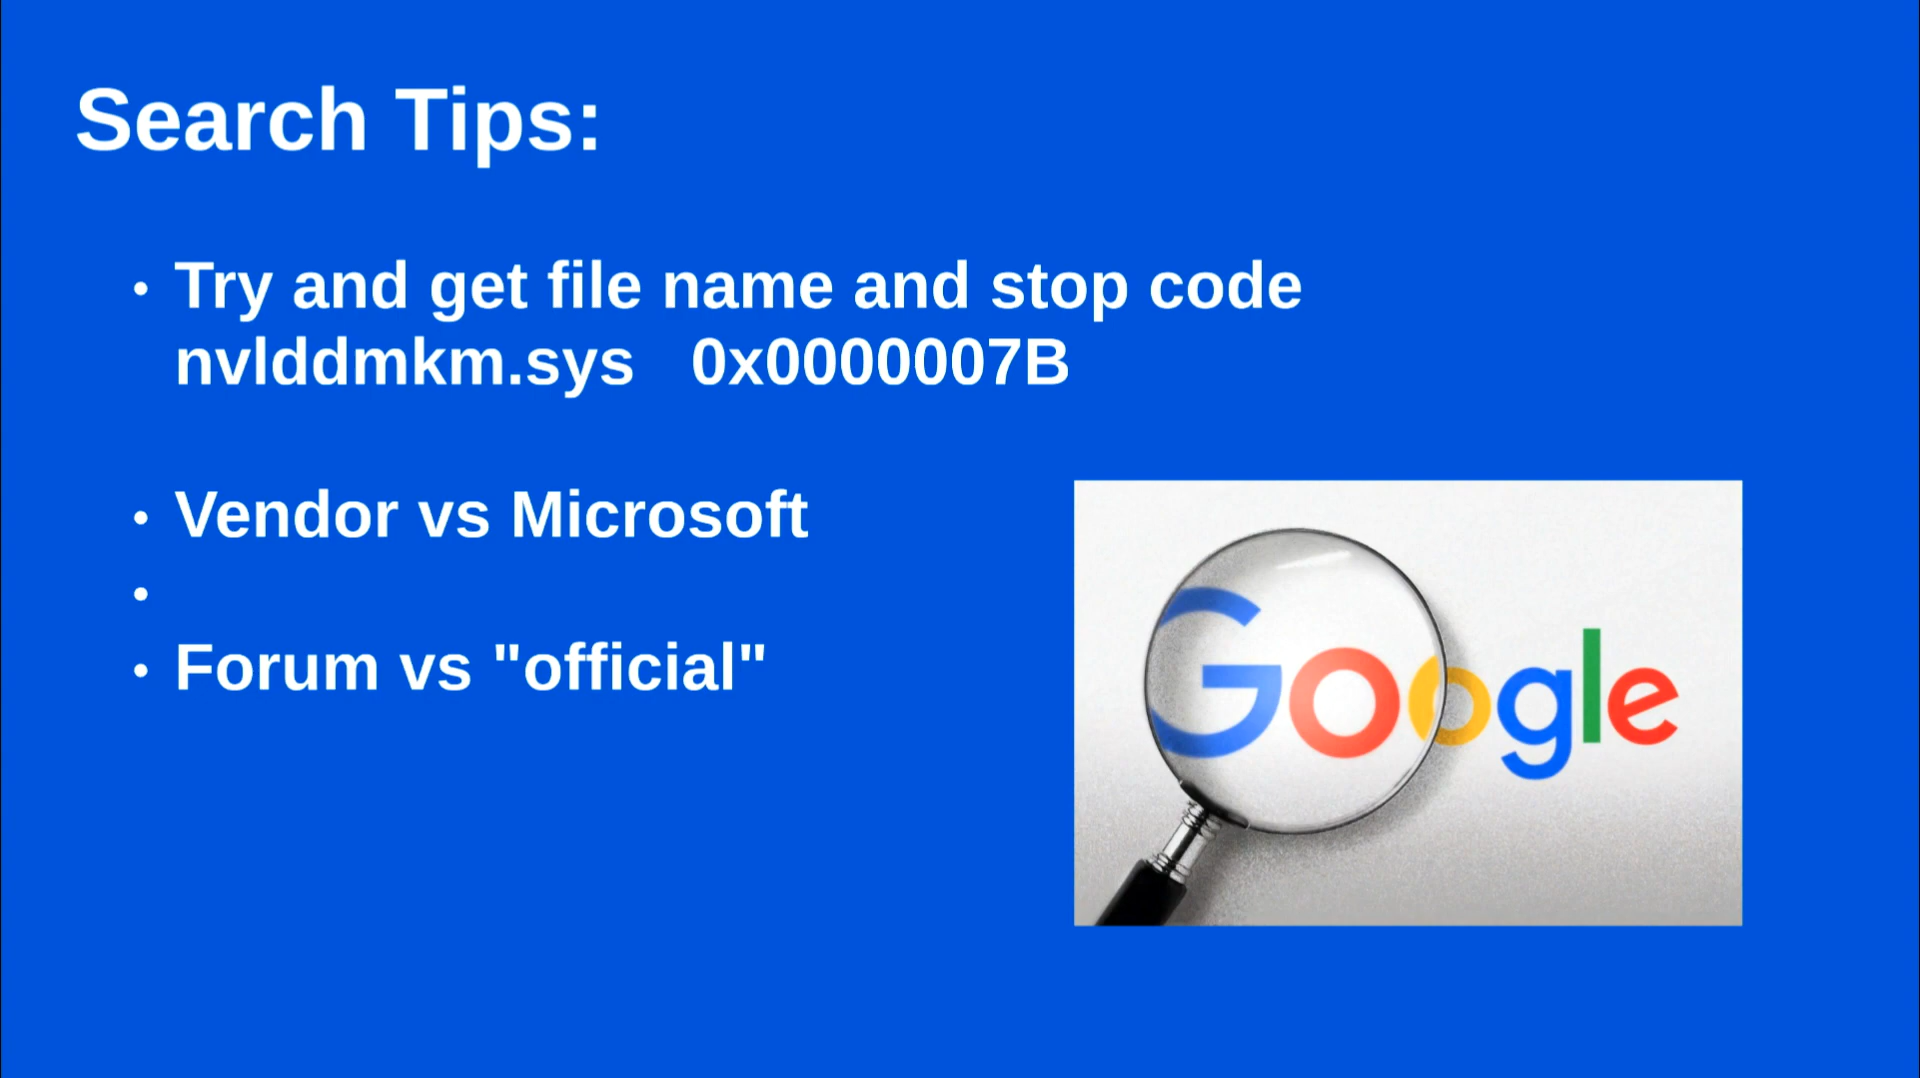 Search Tips:
• Try and get file name and stop code
nvlddmkm.sys 0x0000007B
• Vendor vs Microsoft
•
• Forum vs "official"
Google